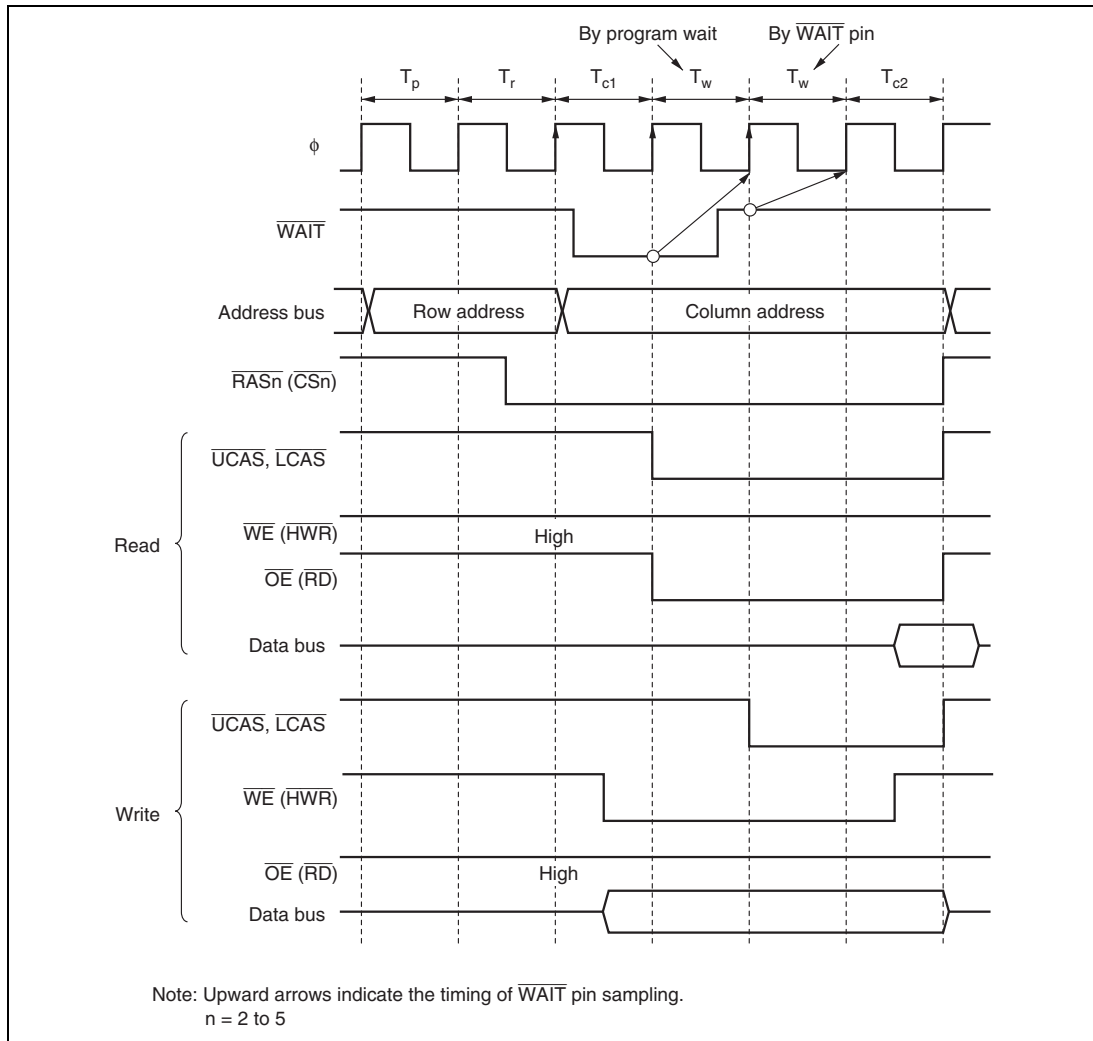 By program wait
By WAIT pin
Tp
Tr
Tc1
Tw
Tw
Tc2
φ
WAIT
Address bus
Row address
Column address
RASn (CSn)
Read
UCAS, LCAS
WE (HWR)
High
OE (RD)
Data bus
Write
UCAS, LCAS
WE (HWR)
OE (RD)
High
Data bus
Note: Upward arrows indicate the timing of WAIT pin sampling.
n = 2 to 5